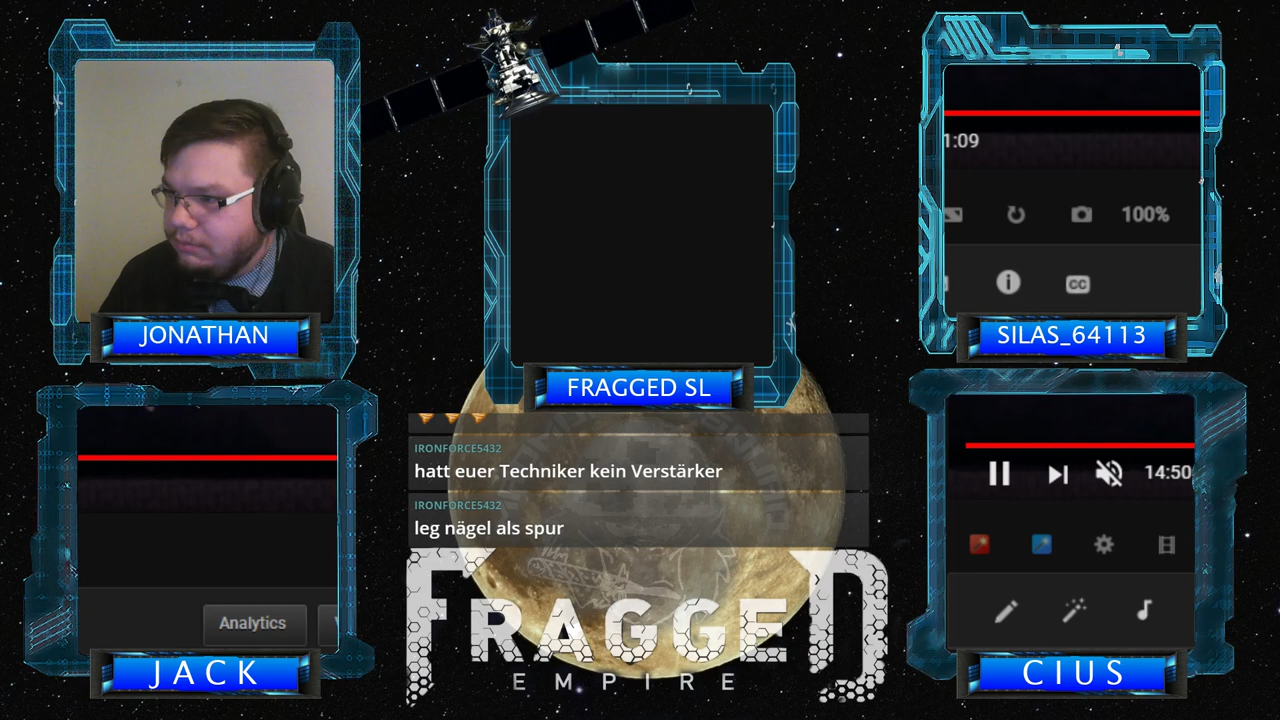 JONATHAN
FRAGGED SL
1:09
100%
CC
SILAS_64113
IRONFORCE5432
hatt euer Techniker kein Verstärker
IRONFORCE5432
leg nägel als spur
Analytics
JACK
14:50
CIUS
FRAGGED
EMPIRE